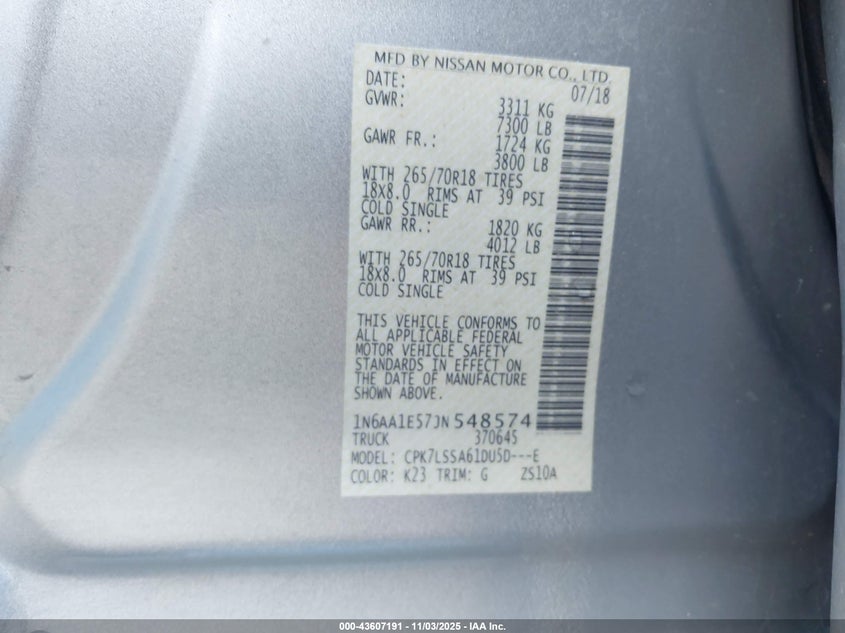 MFD BY NISSAN MOTOR CO., LTD.
DATE: 07/18
GVWR: 3311 KG
7300 LB
GAWR FR.: 1724 KG
3800 LB
WITH 265/70R18 TIRES
18X8.0 RIMS AT 39 PSI
COLD SINGLE
GAWR RR.: 1820 KG
4012 LB
WITH 265/70R18 TIRES
18X8.0 RIMS AT 39 PSI
COLD SINGLE
THIS VEHICLE CONFORMS TO
ALL APPLICABLE FEDERAL
MOTOR VEHICLE SAFETY
STANDARDS IN EFFECT ON
THE DATE OF MANUFACTURE
SHOWN ABOVE.
1N6AA1E57JN548574
TRUCK 370645
MODEL: CPK7LSSA61DU5D---E
COLOR: K23 TRIM: G ZS10A
000-43607191 - 11/03/2025 - IAA Inc.